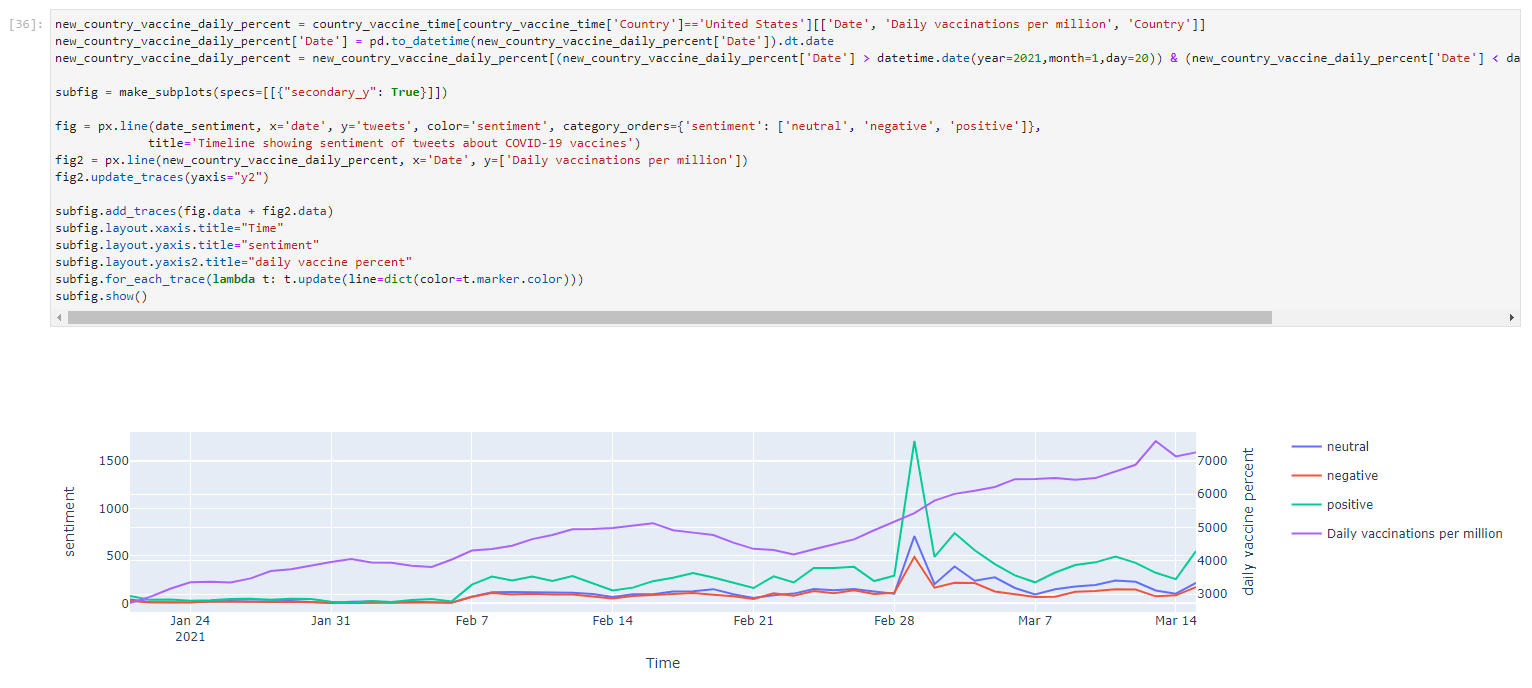 [36]:
new_country_vaccine_daily_percent = country_vaccine_time[country_vaccine_time['Country']=='United States'][['Date', 'Daily vaccinations per million', 'Country']]
new_country_vaccine_daily_percent['Date'] = pd.to_datetime(new_country_vaccine_daily_percent['Date']).dt.date
new_country_vaccine_daily_percent = new_country_vaccine_daily_percent[(new_country_vaccine_daily_percent['Date'] > datetime.date(year=2021,month=1,day=20)) & (new_country_vaccine_daily_percent['Date'] < da
subfig = make_subplots(specs=[[{"secondary_y": True}]])
fig = px.line(date_sentiment, x='date', y='tweets', color='sentiment', category_orders={'sentiment': ['neutral', 'negative', 'positive']},
title='Timeline showing sentiment of tweets about COVID-19 vaccines')
fig2 = px.line(new_country_vaccine_daily_percent, x='Date', y=['Daily vaccinations per million'])
fig2.update_traces(yaxis="y2")
subfig.add_traces(fig.data + fig2.data)
subfig.layout.xaxis.title="Time"
subfig.layout.yaxis.title="sentiment"
subfig.layout.yaxis2.title="daily vaccine percent"
subfig.for_each_trace(lambda t: t.update(line=dict(color=t.marker.color)))
subfig.show()
sentiment
1500
1000
500
0
7000
6000
5000
4000
3000
daily vaccine percent
neutral
negative
positive
Daily vaccinations per million
Jan 24
2021
Jan 31
Feb 7
Feb 14
Feb 21
Feb 28
Mar 7
Mar 14
Time